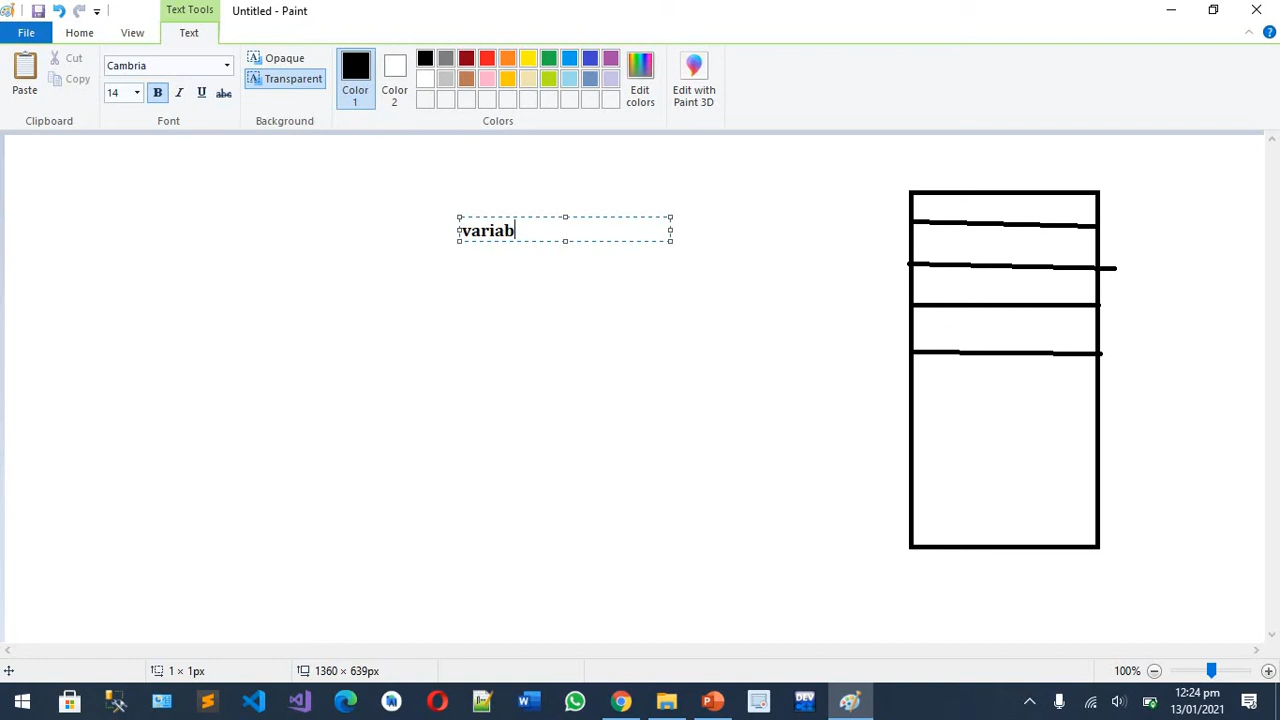 Text Tools
Untitled - Paint
File
Home
View
Text
Paste
Cut
Copy
Clipboard
Cambria
14
B
I
U
abc
Font
Opaque
Transparent
Background
Color 1
Color 2
Edit colors
Colors
Edit with Paint 3D
variab
1 × 1px
1360 × 639px
100%
12:24 pm
13/01/2021
W
P
DEV